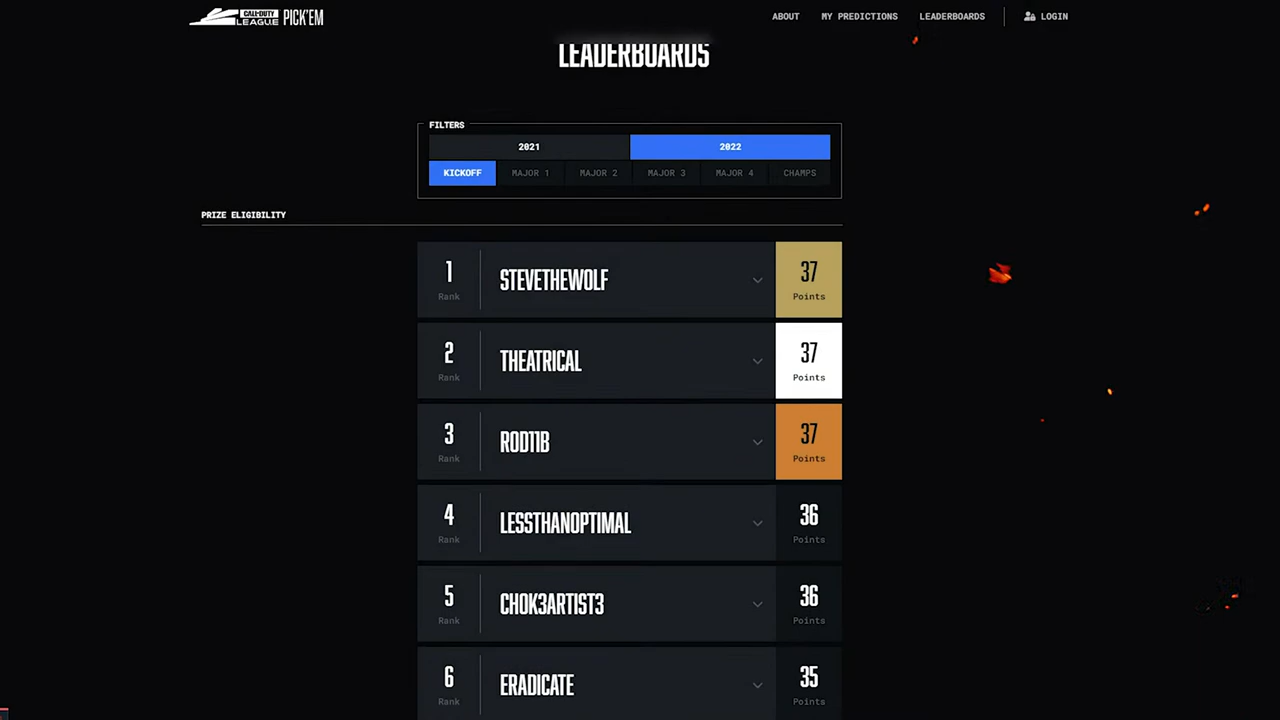 CALL OF DUTY LEAGUE PICK'EM
ABOUT MY PREDICTIONS LEADERBOARDS LOGIN
LEADERBOARDS
FILTERS
2021 2022
KICKOFF MAJOR 1 MAJOR 2 MAJOR 3 MAJOR 4 CHAMPS
PRIZE ELIGIBILITY
1 Rank STEVETHEWOLF 37 Points
2 Rank THEATRICAL 37 Points
3 Rank ROD11B 37 Points
4 Rank LESSTHANOPTIMAL 36 Points
5 Rank CHOK3ARTIST3 36 Points
6 Rank ERADICATE 35 Points